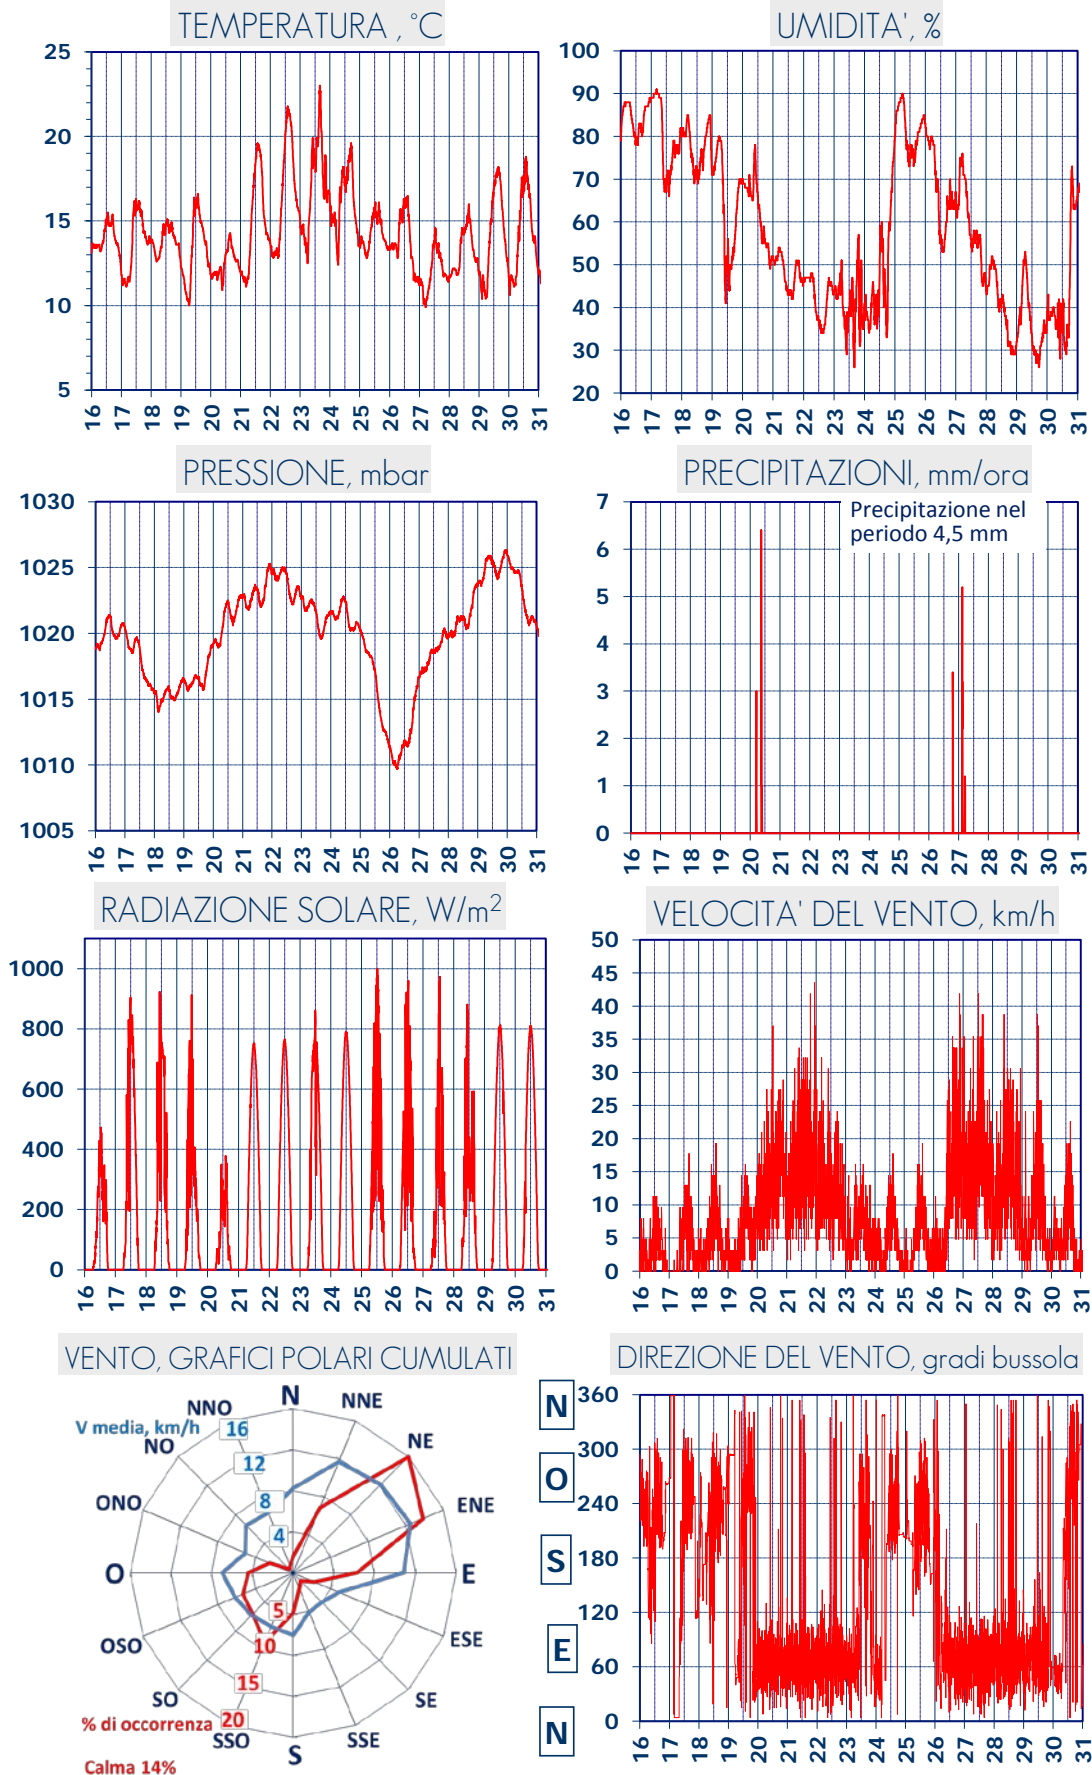 TEMPERATURA , °C
25
20
15
10
5
16 17 18 19 20 21 22 23 24 25 26 27 28 29 30 31
UMIDITA', %
100
90
80
70
60
50
40
30
20
16 17 18 19 20 21 22 23 24 25 26 27 28 29 30 31
PRESSIONE, mbar
1030
1025
1020
1015
1010
1005
16 17 18 19 20 21 22 23 24 25 26 27 28 29 30 31
PRECIPITAZIONI, mm/ora
Precipitazione nel
periodo 4,5 mm
7
6
5
4
3
2
1
0
16 17 18 19 20 21 22 23 24 25 26 27 28 29 30 31
RADIAZIONE SOLARE, W/m²
1000
800
600
400
200
0
16 17 18 19 20 21 22 23 24 25 26 27 28 29 30 31
VELOCITA' DEL VENTO, km/h
50
45
40
35
30
25
20
15
10
5
0
16 17 18 19 20 21 22 23 24 25 26 27 28 29 30 31
VENTO, GRAFICI POLARI CUMULATI
V media, km/h
16
12
8
4
N
NNE
NE
ENE
E
ESE
SE
SSE
S
SSO
SO
OSO
O
ONO
NO
NNO
5
10
15
20
% di occorrenza
Calma 14%
DIREZIONE DEL VENTO, gradi bussola
N
O
S
E
N
360
300
240
180
120
60
0
16 17 18 19 20 21 22 23 24 25 26 27 28 29 30 31